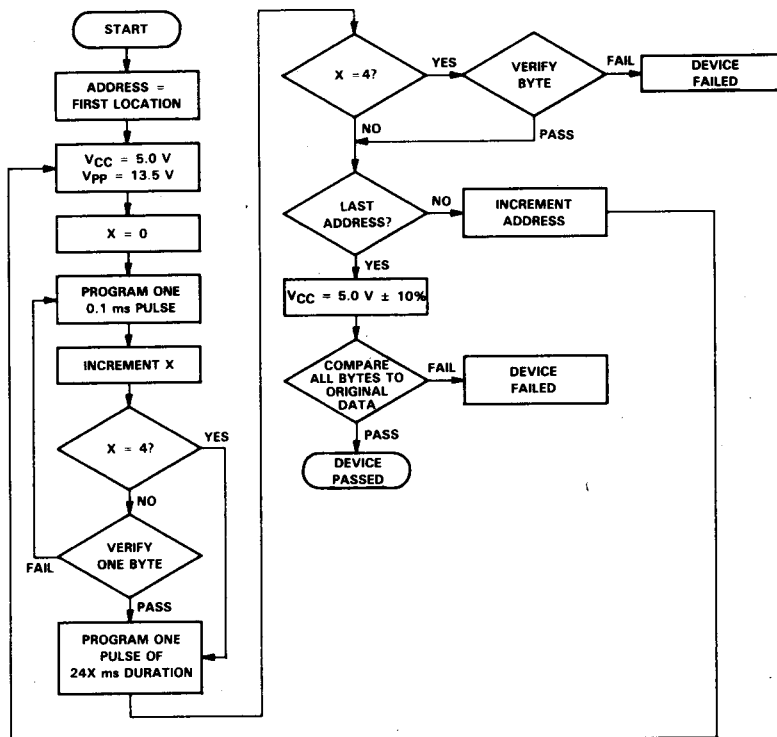 START
ADDRESS =
FIRST LOCATION
VCC = 5.0 V
VPP = 13.5 V
X = 0
PROGRAM ONE
0.1 ms PULSE
INCREMENT X
X = 4?
YES
NO
VERIFY
ONE BYTE
FAIL
PASS
PROGRAM ONE
PULSE OF
24X ms DURATION
X = 4?
YES
NO
VERIFY
BYTE
FAIL
PASS
DEVICE
FAILED
LAST
ADDRESS?
NO
YES
INCREMENT
ADDRESS
VCC = 5.0 V ± 10%
COMPARE
ALL BYTES TO
ORIGINAL
DATA
FAIL
PASS
DEVICE
FAILED
DEVICE
PASSED